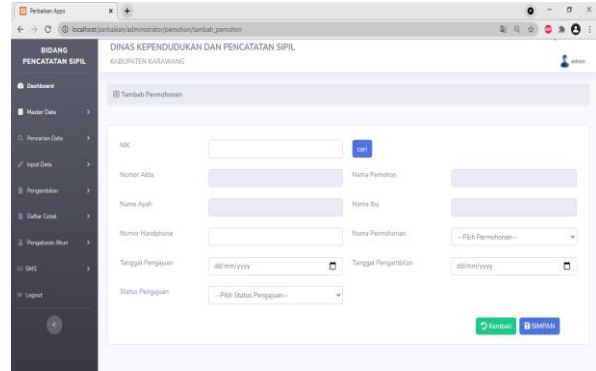 Perbaikan Apps
localhost/perbaikan/administrator/pemohon/tambah_pemohon
BIDANG
PENCATATAN SIPIL
DINAS KEPENDUDUKAN DAN PENCATATAN SIPIL
KABUPATEN KARAWANG
admin
Dashboard
Master Data
Pencarian Data
Input Data
Pengambilan
Daftar Cetak
Pengaturan Akun
SMS
Logout
Tambah Permohonan
NIK
cari
Nomor Akta
Nama Pemohon
Nama Ayah
Nama Ibu
Nomor Handphone
Nama Permohonan
--Pilih Permohonan--
Tanggal Pengajuan
dd/mm/yyyy
Tanggal Pengambilan
dd/mm/yyyy
Status Pengajuan
--Pilih Status Pengajuan--
Kembali
SIMPAN